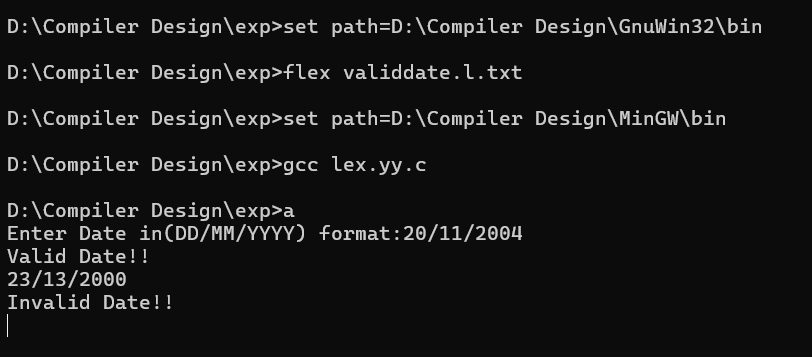 D:\Compiler Design\exp>set path=D:\Compiler Design\GnuWin32\bin
D:\Compiler Design\exp>flex validdate.l.txt
D:\Compiler Design\exp>set path=D:\Compiler Design\MinGW\bin
D:\Compiler Design\exp>gcc lex.yy.c
D:\Compiler Design\exp>a
Enter Date in(DD/MM/YYYY) format:20/11/2004
Valid Date!!
23/13/2000
Invalid Date!!